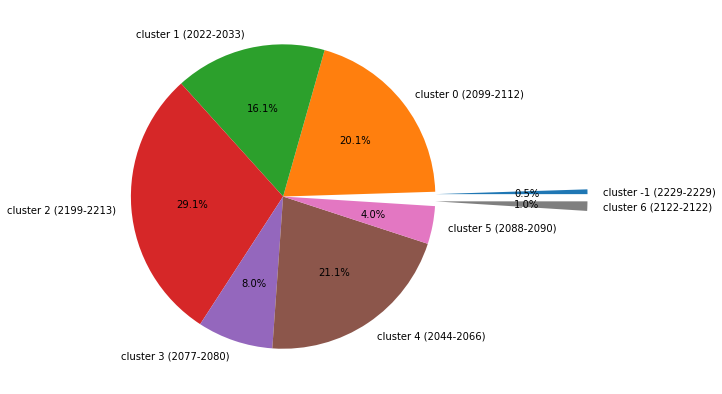 cluster 1 (2022-2033)
cluster 0 (2099-2112)
16.1%
20.1%
0.5%
cluster -1 (2229-2229)
29.1%
1.0%
cluster 6 (2122-2122)
cluster 2 (2199-2213)
4.0%
cluster 5 (2088-2090)
21.1%
8.0%
cluster 4 (2044-2066)
cluster 3 (2077-2080)